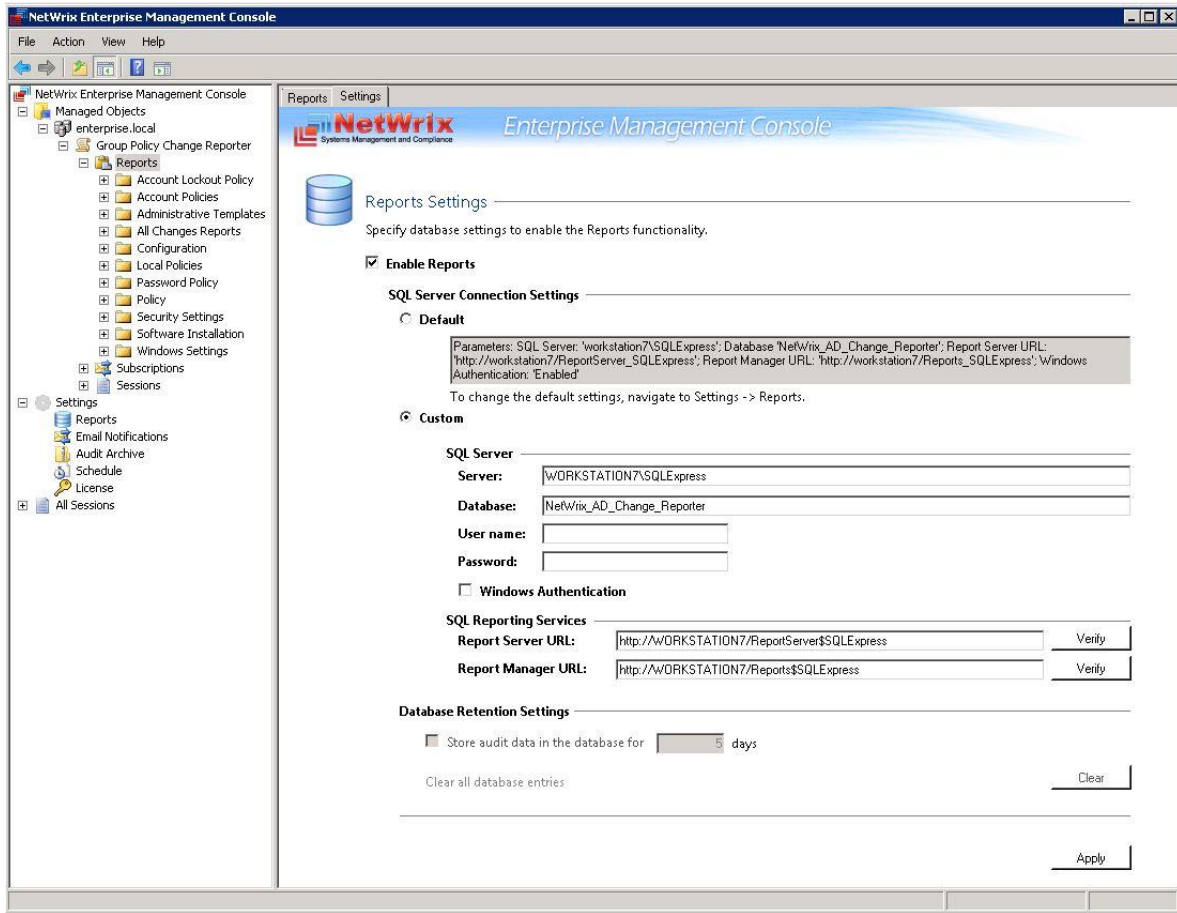 NetWrix Enterprise Management Console
File Action View Help
NetWrix Enterprise Management Console
Managed Objects
enterprise.local
Group Policy Change Reporter
Reports
Account Lockout Policy
Account Policies
Administrative Templates
All Changes Reports
Configuration
Local Policies
Password Policy
Policy
Security Settings
Software Installation
Windows Settings
Subscriptions
Sessions
Settings
Reports
Email Notifications
Audit Archive
Schedule
License
All Sessions
Reports Settings
NetWrix
Systems Management and Compliance
Enterprise Management Console
Reports Settings
Specify database settings to enable the Reports functionality.
Enable Reports
SQL Server Connection Settings
Default
Parameters: SQL Server: 'workstation7\SQLExpress'; Database 'NetWrix_AD_Change_Reporter'; Report Server URL:
'http://workstation7/ReportServer_SQLExpress'; Report Manager URL: 'http://workstation7/Reports_SQLExpress'; Windows
Authentication: 'Enabled'
To change the default settings, navigate to Settings -> Reports.
Custom
SQL Server
Server: WORKSTATION7\SQLExpress
Database: NetWrix_AD_Change_Reporter
User name:
Password:
Windows Authentication
SQL Reporting Services
Report Server URL: http://WORKSTATION7/ReportServer$SQLExpress Verify
Report Manager URL: http://WORKSTATION7/Reports$SQLExpress Verify
Database Retention Settings
Store audit data in the database for 5 days
Clear all database entries Clear
Apply